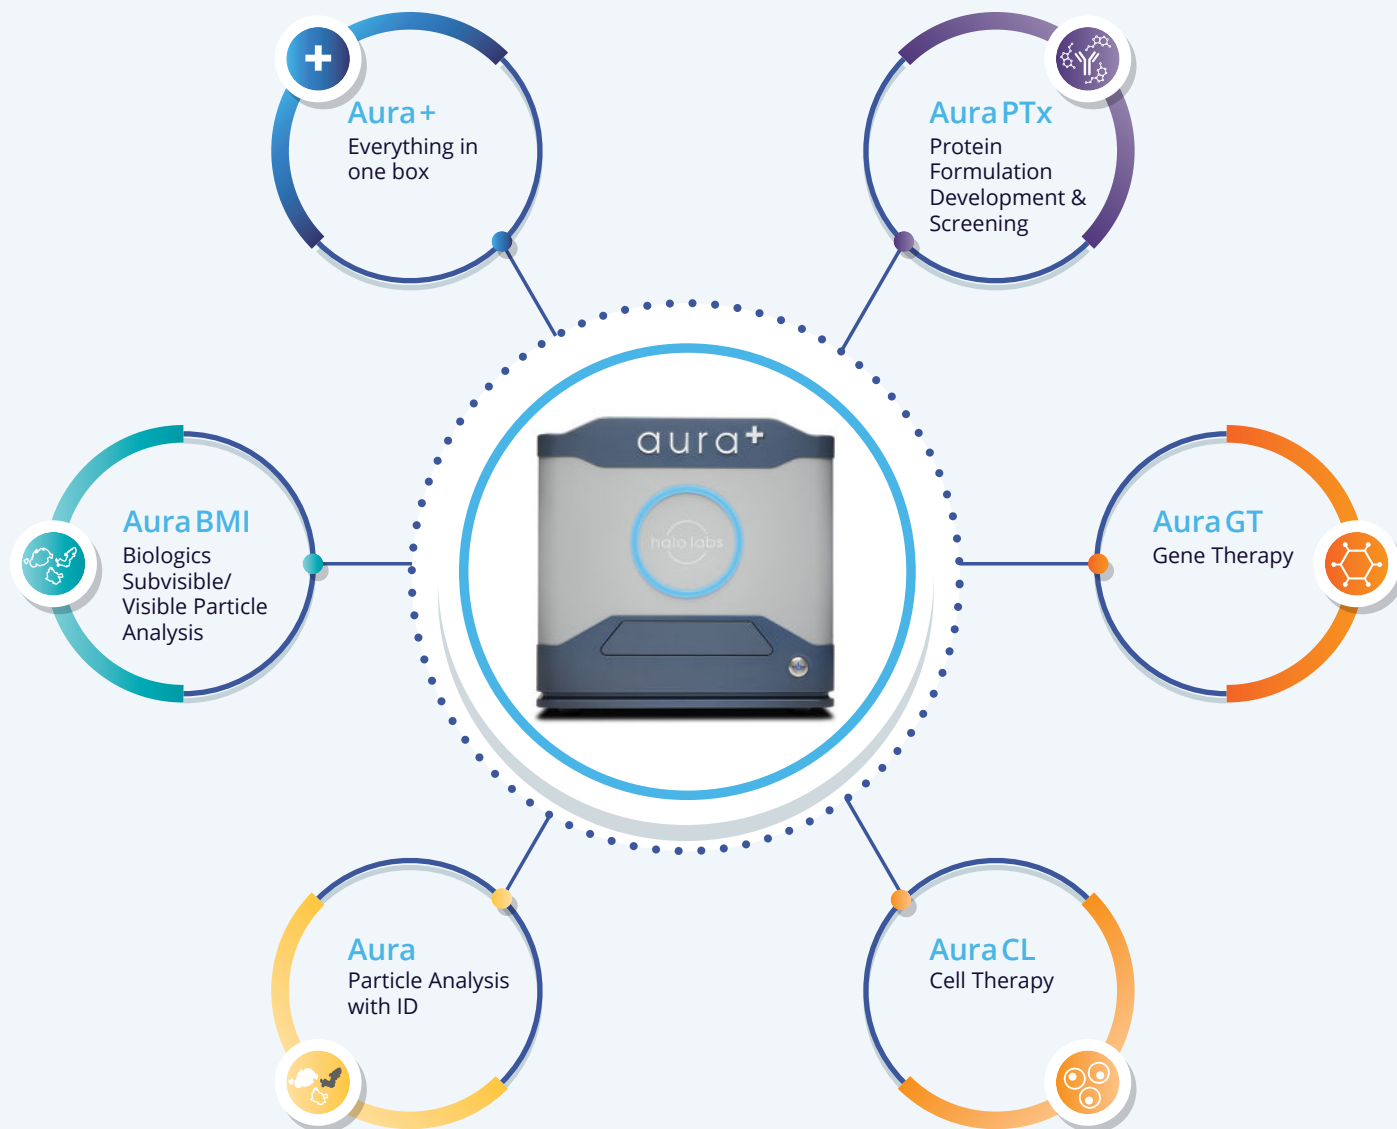 Aura+
Everything in
one box
Aura PTx
Protein
Formulation
Development &
Screening
aura+
halo labs
Aura BMI
Biologics
Subvisible/
Visible Particle
Analysis
Aura GT
Gene Therapy
Aura
Particle Analysis
with ID
Aura CL
Cell Therapy